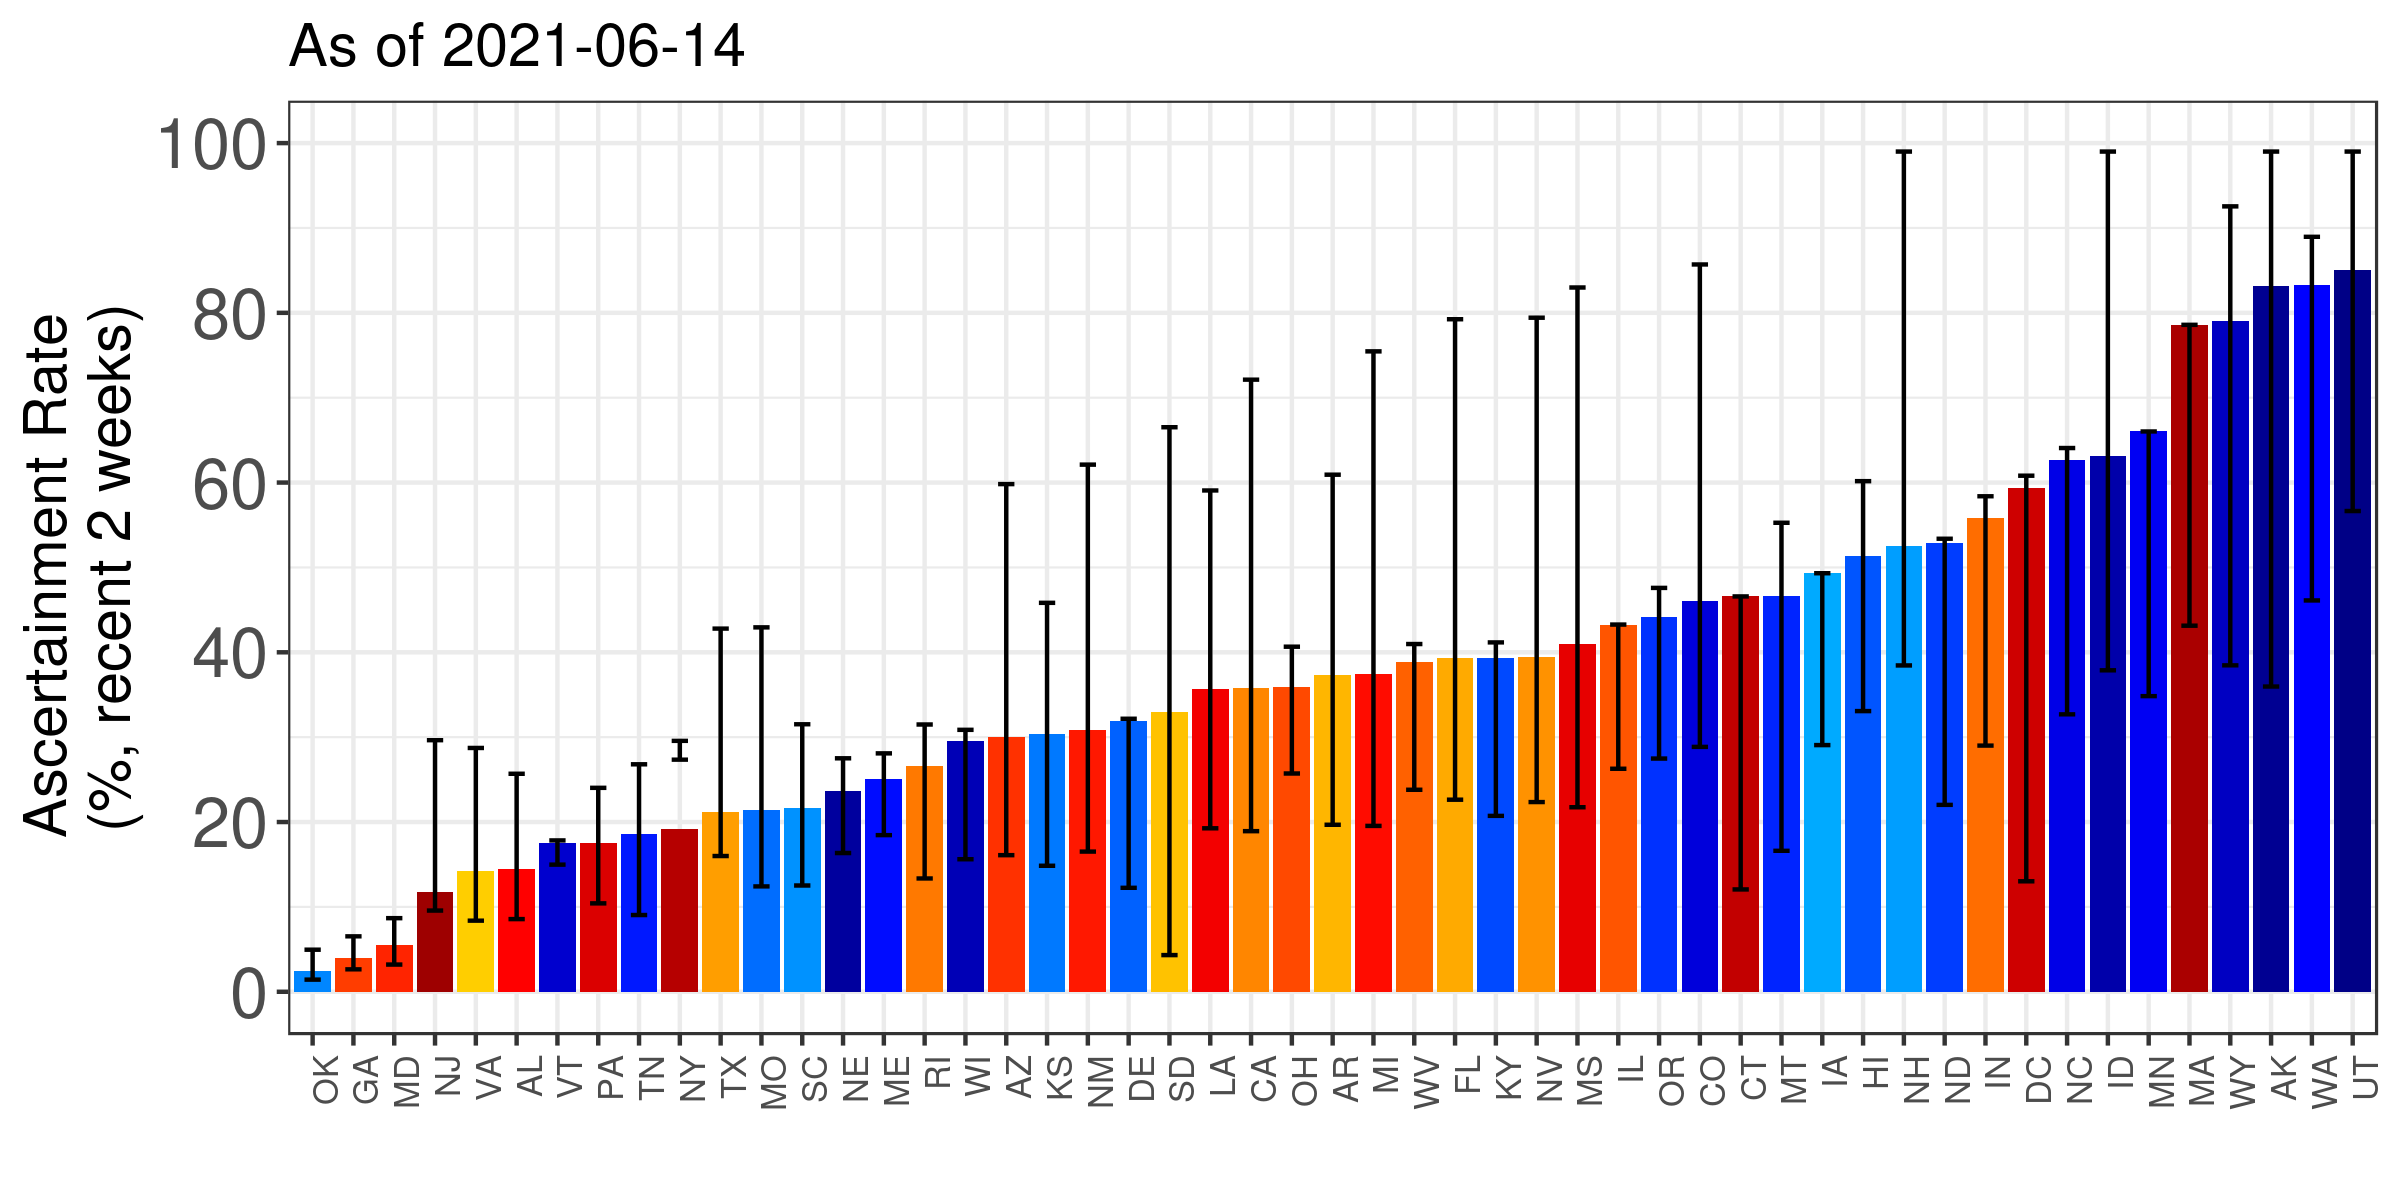 As of 2021-06-14
Ascertainment Rate
(%, recent 2 weeks)
100
80
60
40
20
0
OK GA MD NJ VA AL VT PA TN NY TX MO SC NE ME RI WI AZ KS NM DE SD LA CA OH AR MI WV FL KY NV MS IL OR CO CT MT IA HI NH ND IN DC NC ID MN MA WY AK WA UT